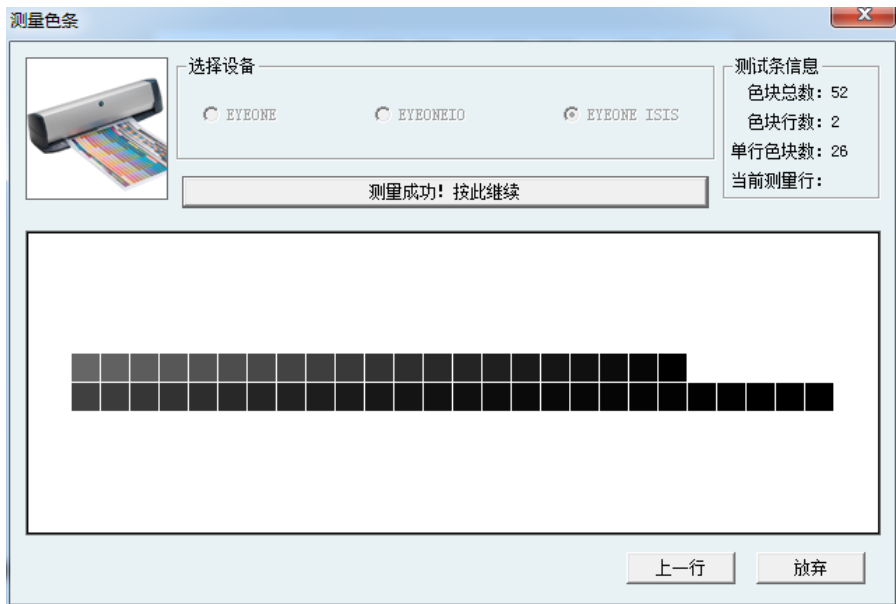 测量色条
选择设备
EYEONE
EYEONEIO
EYEONE ISIS
测量成功! 按此继续
测试条信息
色块总数: 52
色块行数: 2
单行色块数: 26
当前测量行:
上一行
放弃